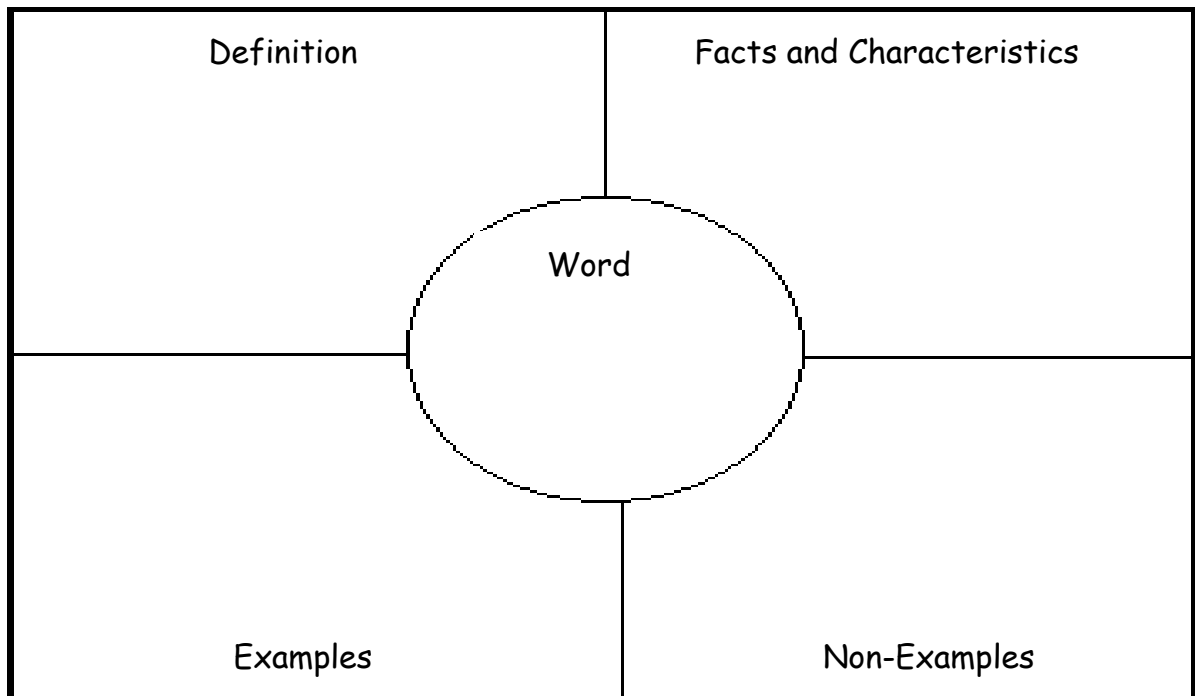 Definition
Facts and Characteristics
Word
Examples
Non-Examples